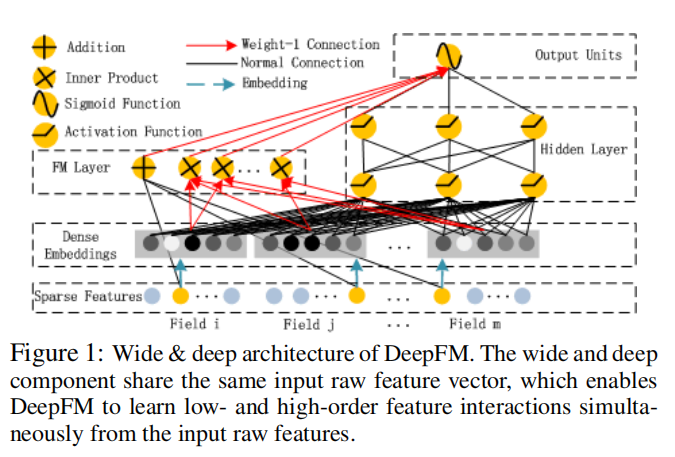 Addition
Inner Product
Sigmoid Function
Activation Function
Weight-1 Connection
Normal Connection
Embedding
Output Units
Hidden Layer
FM Layer
...
Dense
Embeddings
...
Sparse Features
... ... ... ...
Field i Field j ... Field m
Figure 1: Wide & deep architecture of DeepFM. The wide and deep
component share the same input raw feature vector, which enables
DeepFM to learn low- and high-order feature interactions simulta-
neously from the input raw features.